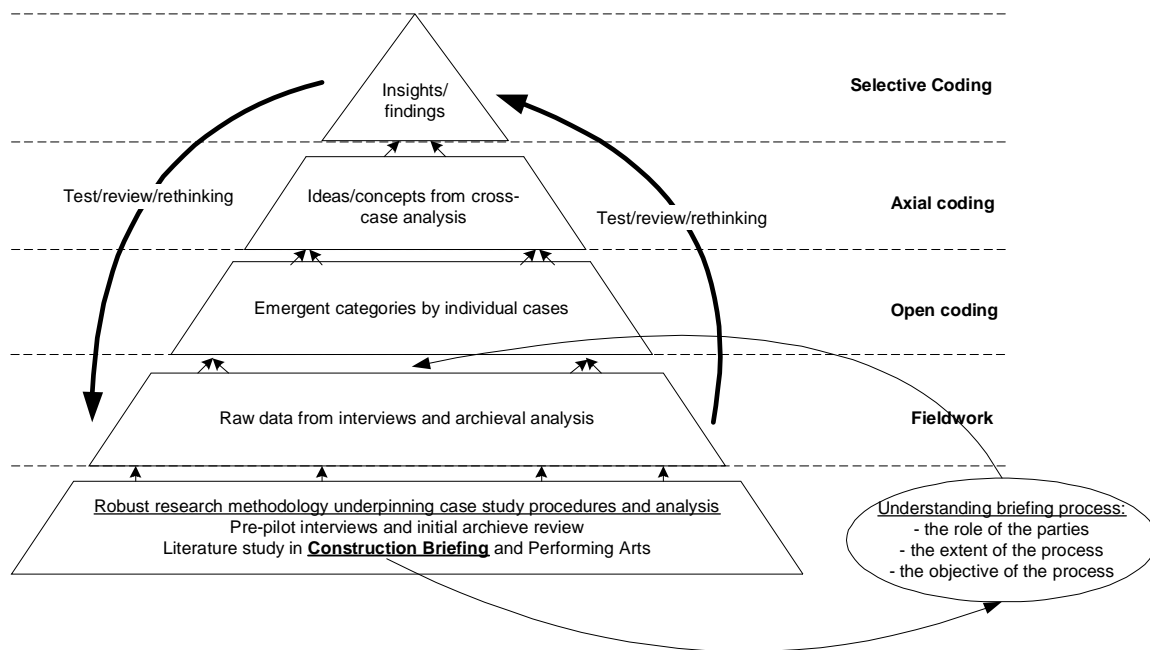 Insights/
findings
Selective Coding
Test/review/rethinking
Ideas/concepts from cross-
case analysis
Axial coding
Test/review/rethinking
Emergent categories by individual cases
Open coding
Raw data from interviews and archieval analysis
Fieldwork
Robust research methodology underpinning case study procedures and analysis
Pre-pilot interviews and initial archieve review
Literature study in Construction Briefing and Performing Arts
Understanding briefing process:
- the role of the parties
- the extent of the process
- the objective of the process